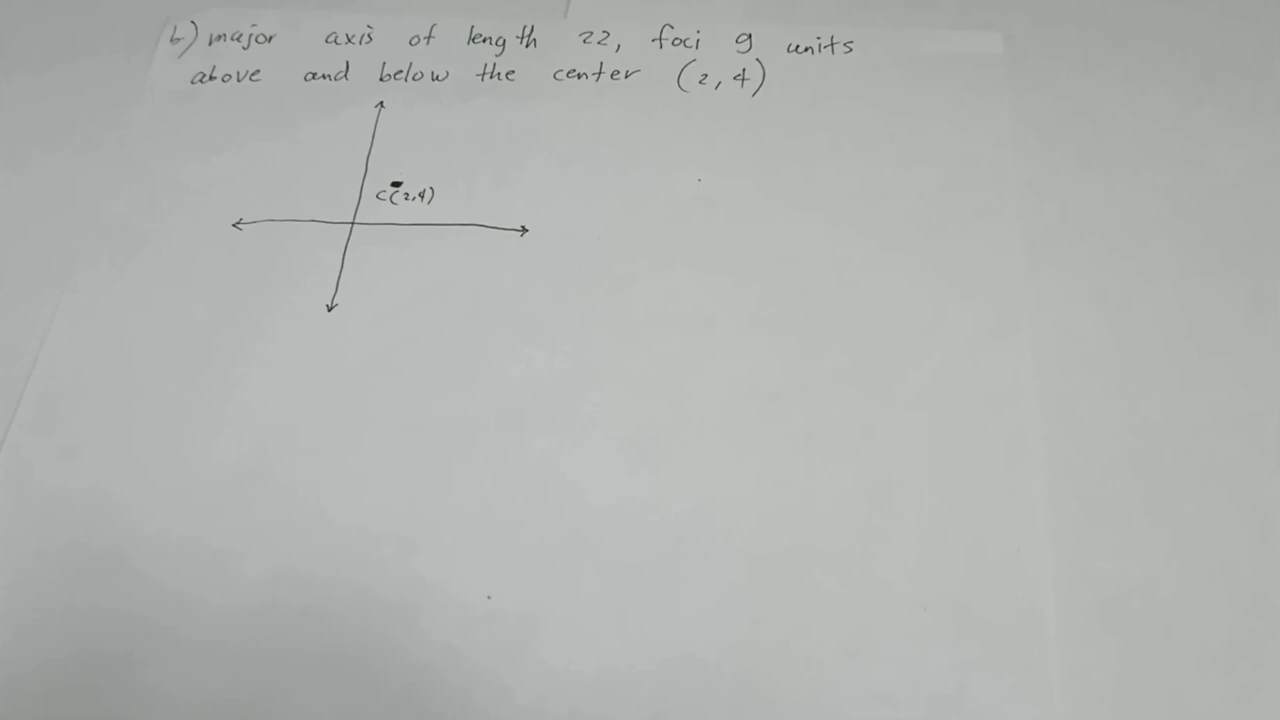 b) major axis of length 22, foci 9 units
above and below the center (2,4)
C(2,4)